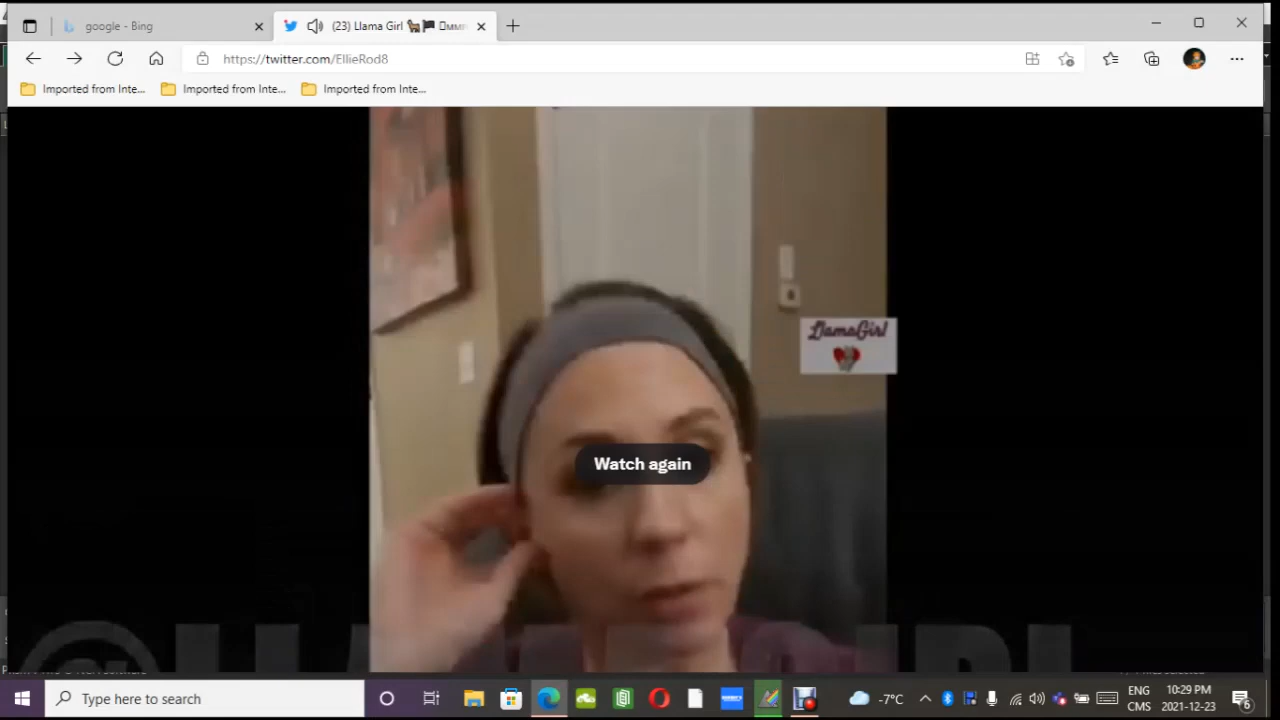 google - Bing
(23) Llama Girl
https://twitter.com/EllieRod8
Imported from Inte...
Imported from Inte...
Imported from Inte...
LlamaGirl
Watch again
Type here to search
-7°C
ENG
CMS
10:29 PM
2021-12-23
6